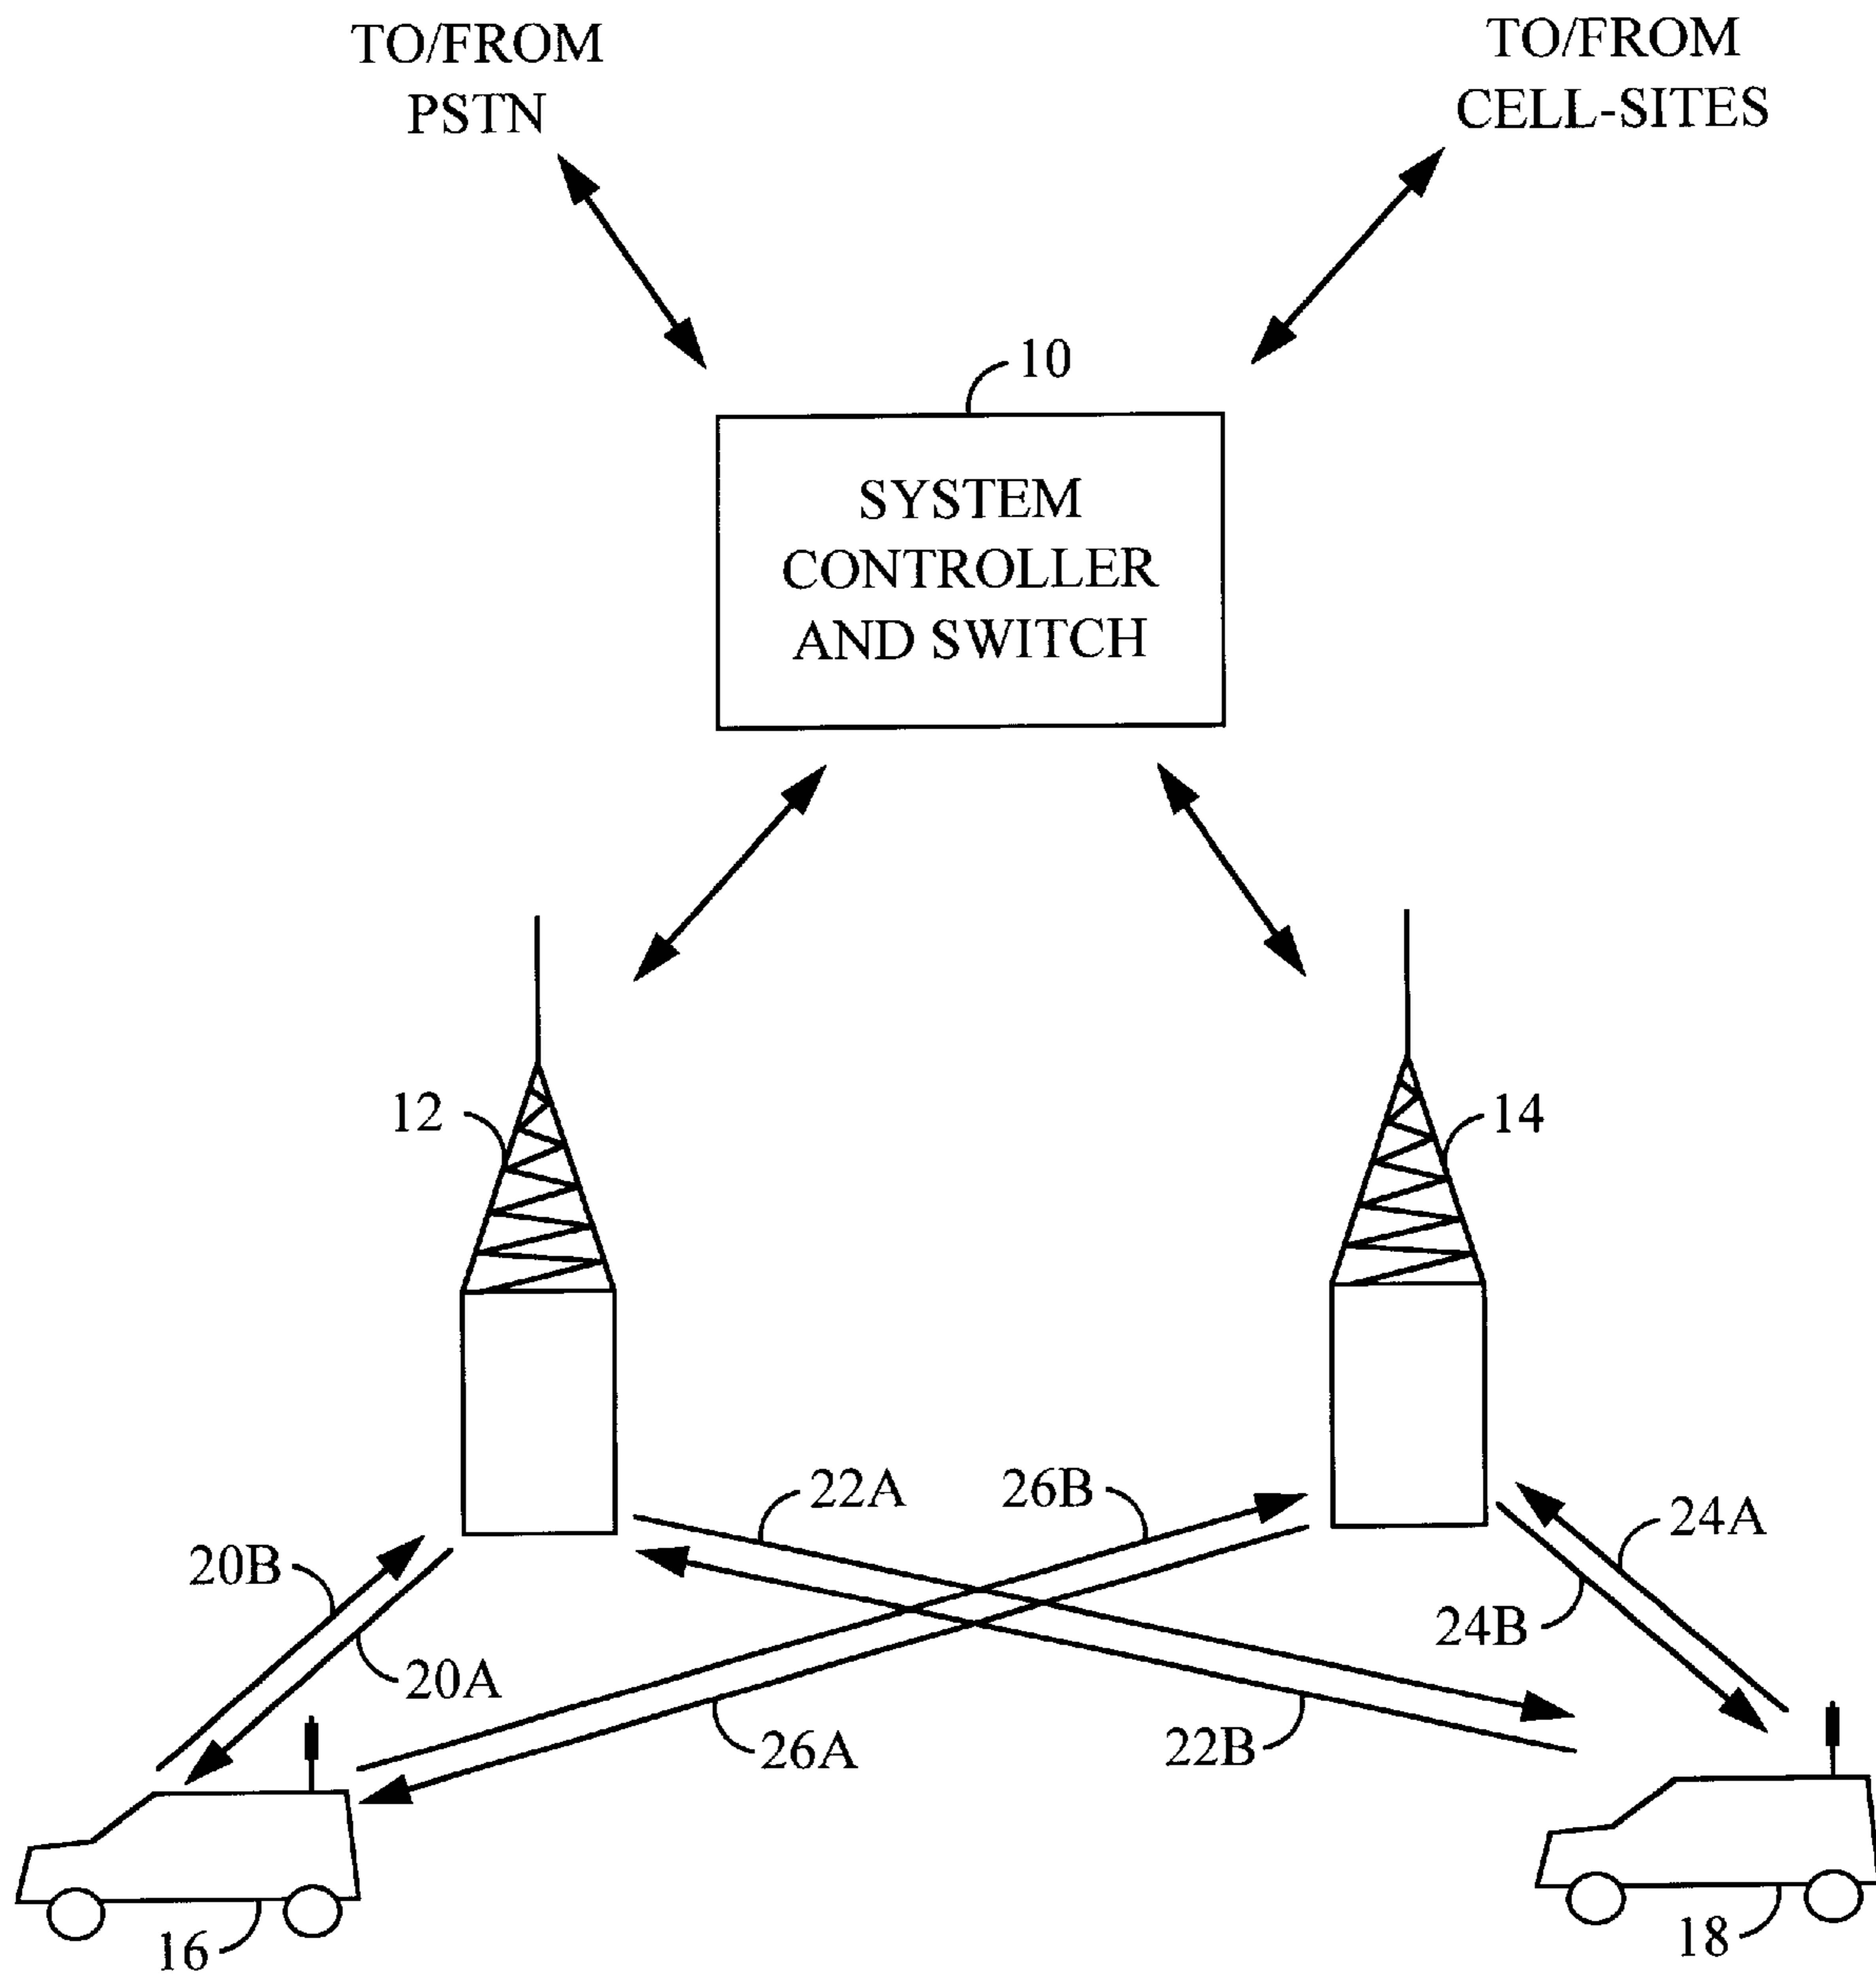 TO/FROM
PSTN
TO/FROM
CELL-SITES
10
SYSTEM
CONTROLLER
AND SWITCH
12
14
22A
26B
24A
20B
24B
20A
26A
22B
16
18